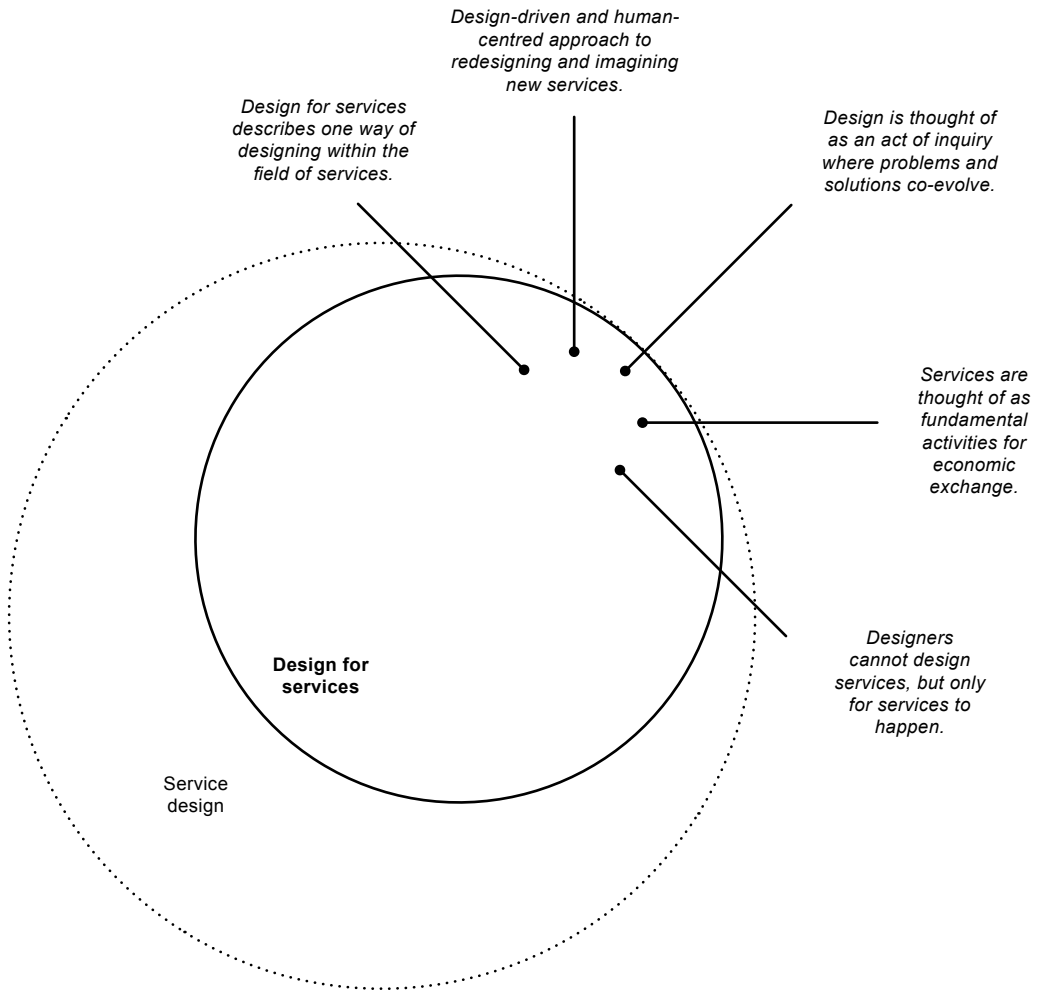 Design-driven and human-
centred approach to
redesigning and imagining
new services.
Design for services
describes one way of
designing within the
field of services.
Design is thought of
as an act of inquiry
where problems and
solutions co-evolve.
Services are
thought of as
fundamental
activities for
economic
exchange.
Designers
cannot design
services, but only
for services to
happen.
Design for
services
Service
design